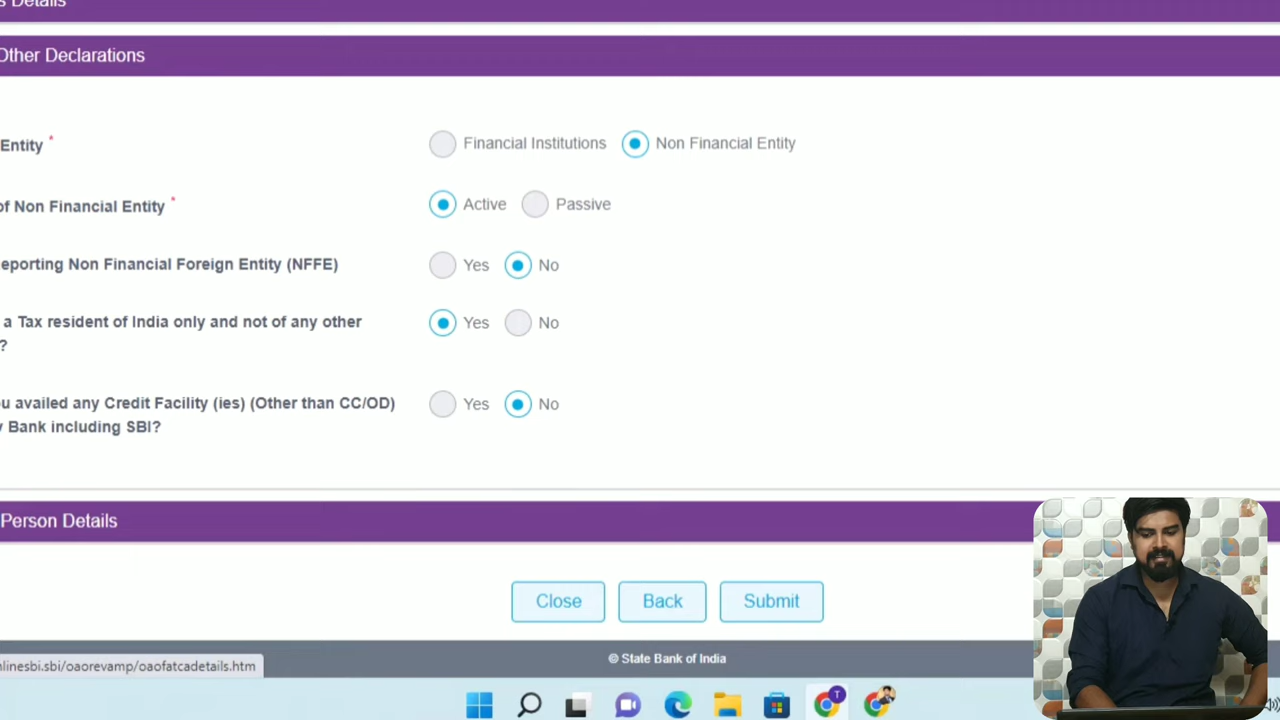 s Details
Other Declarations
Entity *
Financial Institutions
Non Financial Entity
of Non Financial Entity *
Active
Passive
eporting Non Financial Foreign Entity (NFFE)
Yes
No
a Tax resident of India only and not of any other
?
Yes
No
u availed any Credit Facility (ies) (Other than CC/OD)
y Bank including SBI?
Yes
No
Person Details
Close
Back
Submit
nlinesbi.sbi/oaorevamp/oaofatcadetails.htm
© State Bank of India
T